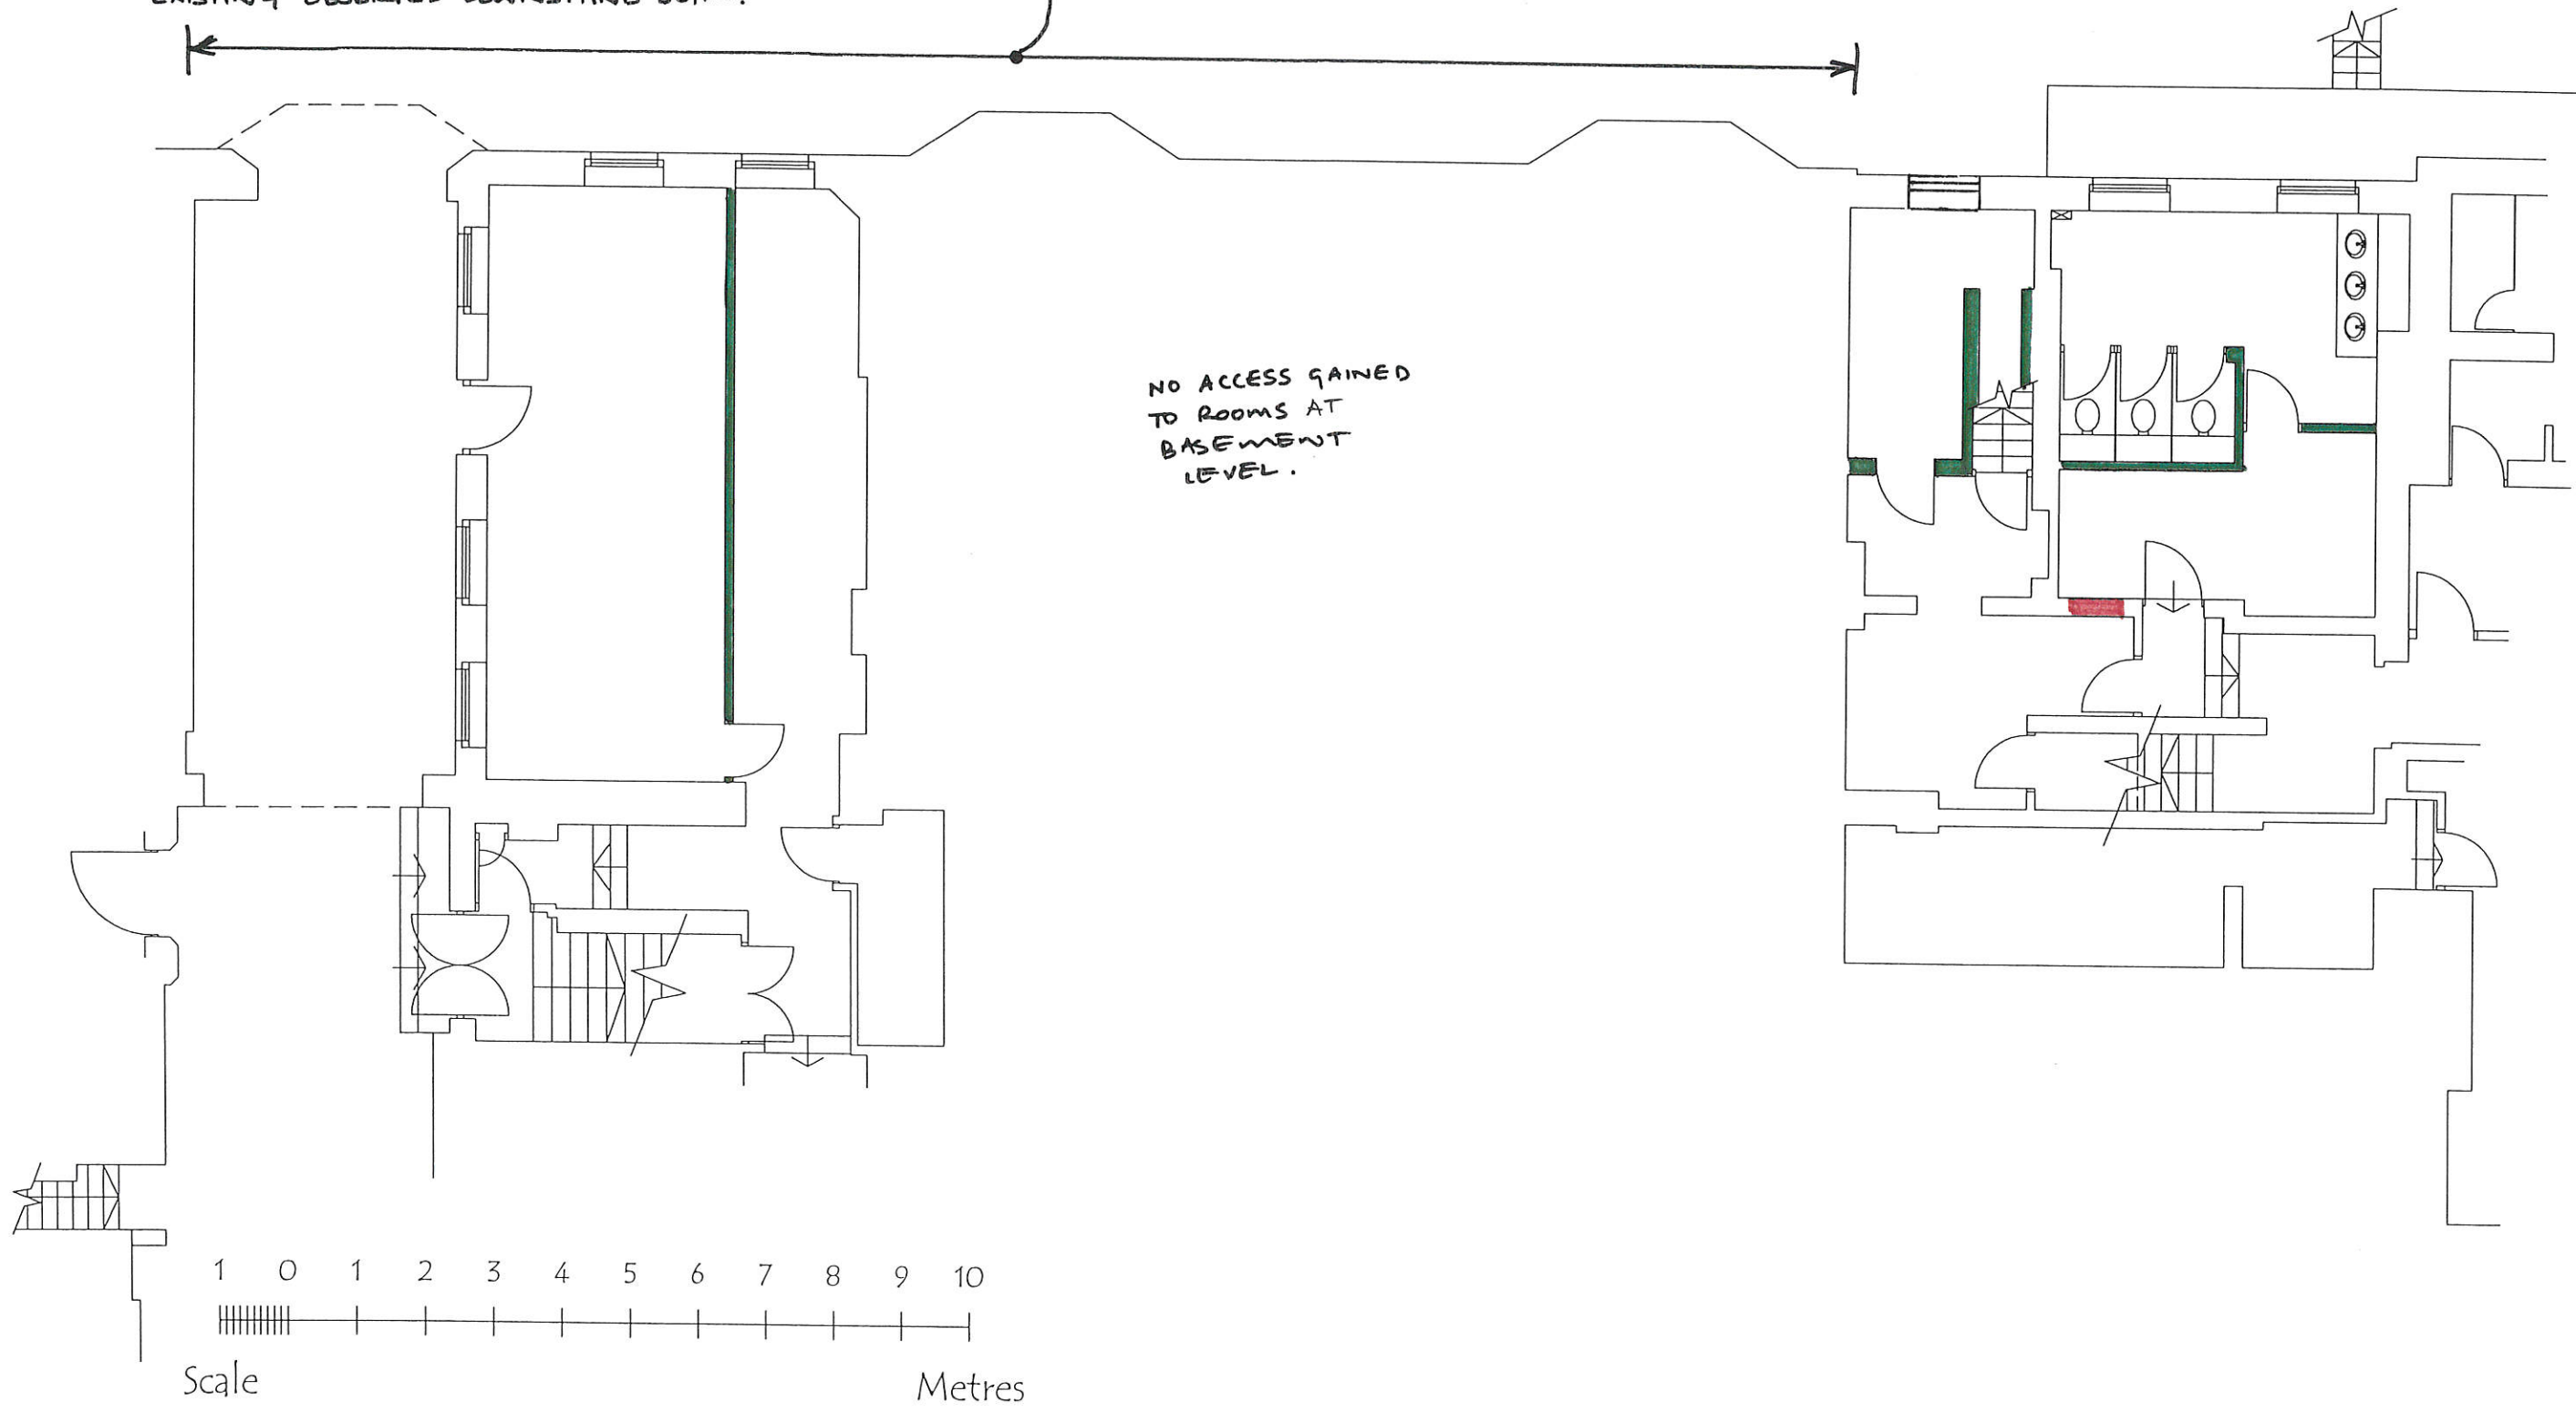 EXISTING
NO ACCESS GAINED
TO ROOMS AT
BASEMENT
LEVEL.
1 0 1 2 3 4 5 6 7 8 9 10
Scale
Metres